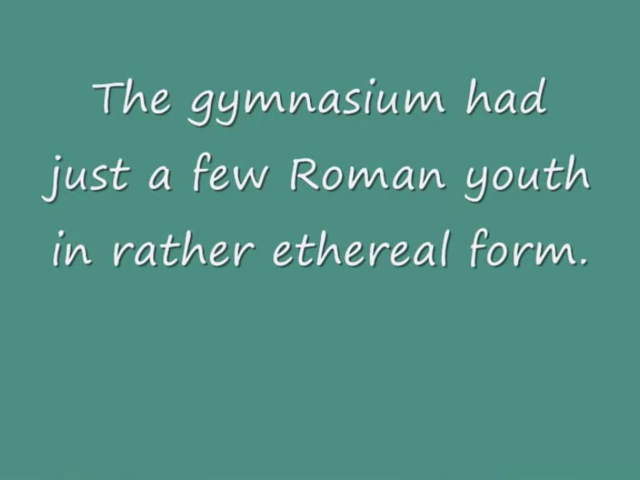 The gymnasium had
just a few Roman youth
in rather ethereal form.